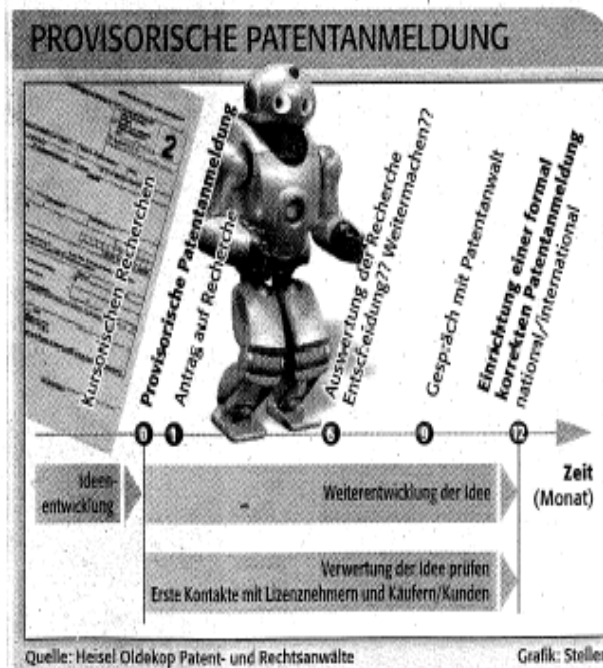 PROVISORISCHE PATENTANMELDUNG
2
Kursorischen Recherchen
Provisorische Patentanmeldung
Antrag auf Recherche
Auswertung der Recherche
Entscheidung?? Weitermachen??
Gespräch mit Patentanwalt
Einrichtung einer formal
korrekten Patentanmeldung
national/international
0 1 6 9 12
Zeit
(Monat)
Ideen-
entwicklung
Weiterentwicklung der Idee
Verwertung der Idee prüfen
Erste Kontakte mit Lizenznehmern und Käufern/Kunden
Quelle: Heisel Oldekop Patent- und Rechtsanwälte
Grafik: Steller